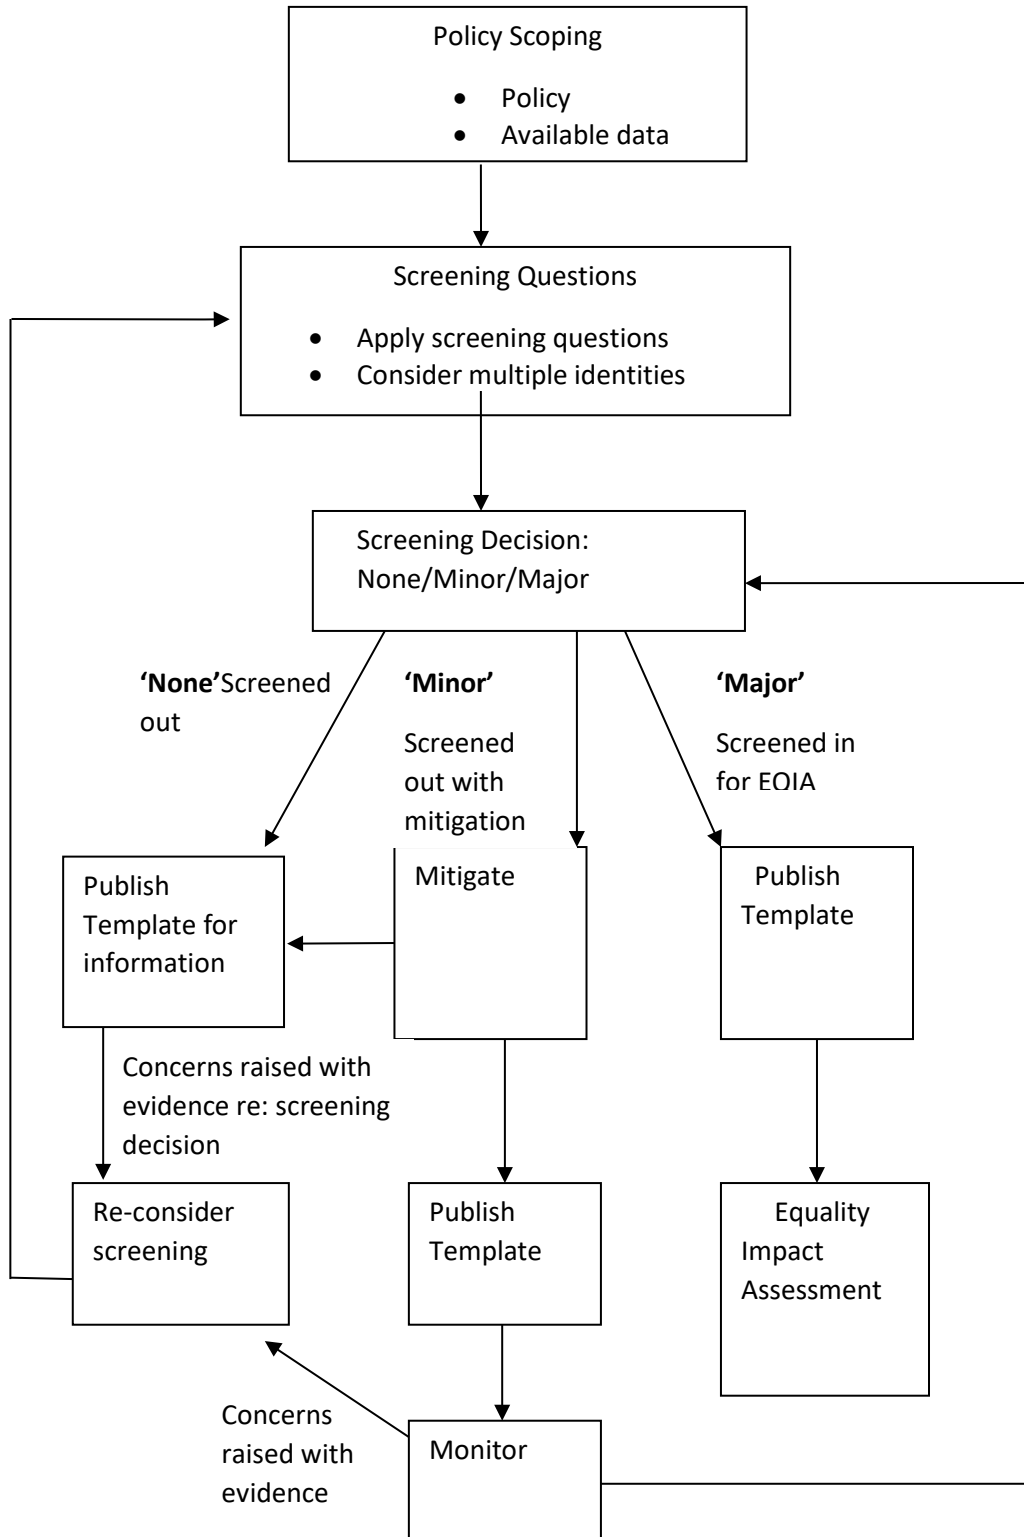 Policy Scoping
• Policy
• Available data
Screening Questions
• Apply screening questions
• Consider multiple identities
Screening Decision:
None/Minor/Major
‘None’Screened
out
‘Minor’
Screened
out with
mitigation
‘Major’
Screened in
for EQIA
Publish
Template for
information
Mitigate
Publish
Template
Concerns raised with
evidence re: screening
decision
Re-consider
screening
Publish
Template
Equality
Impact
Assessment
Concerns
raised with
evidence
Monitor